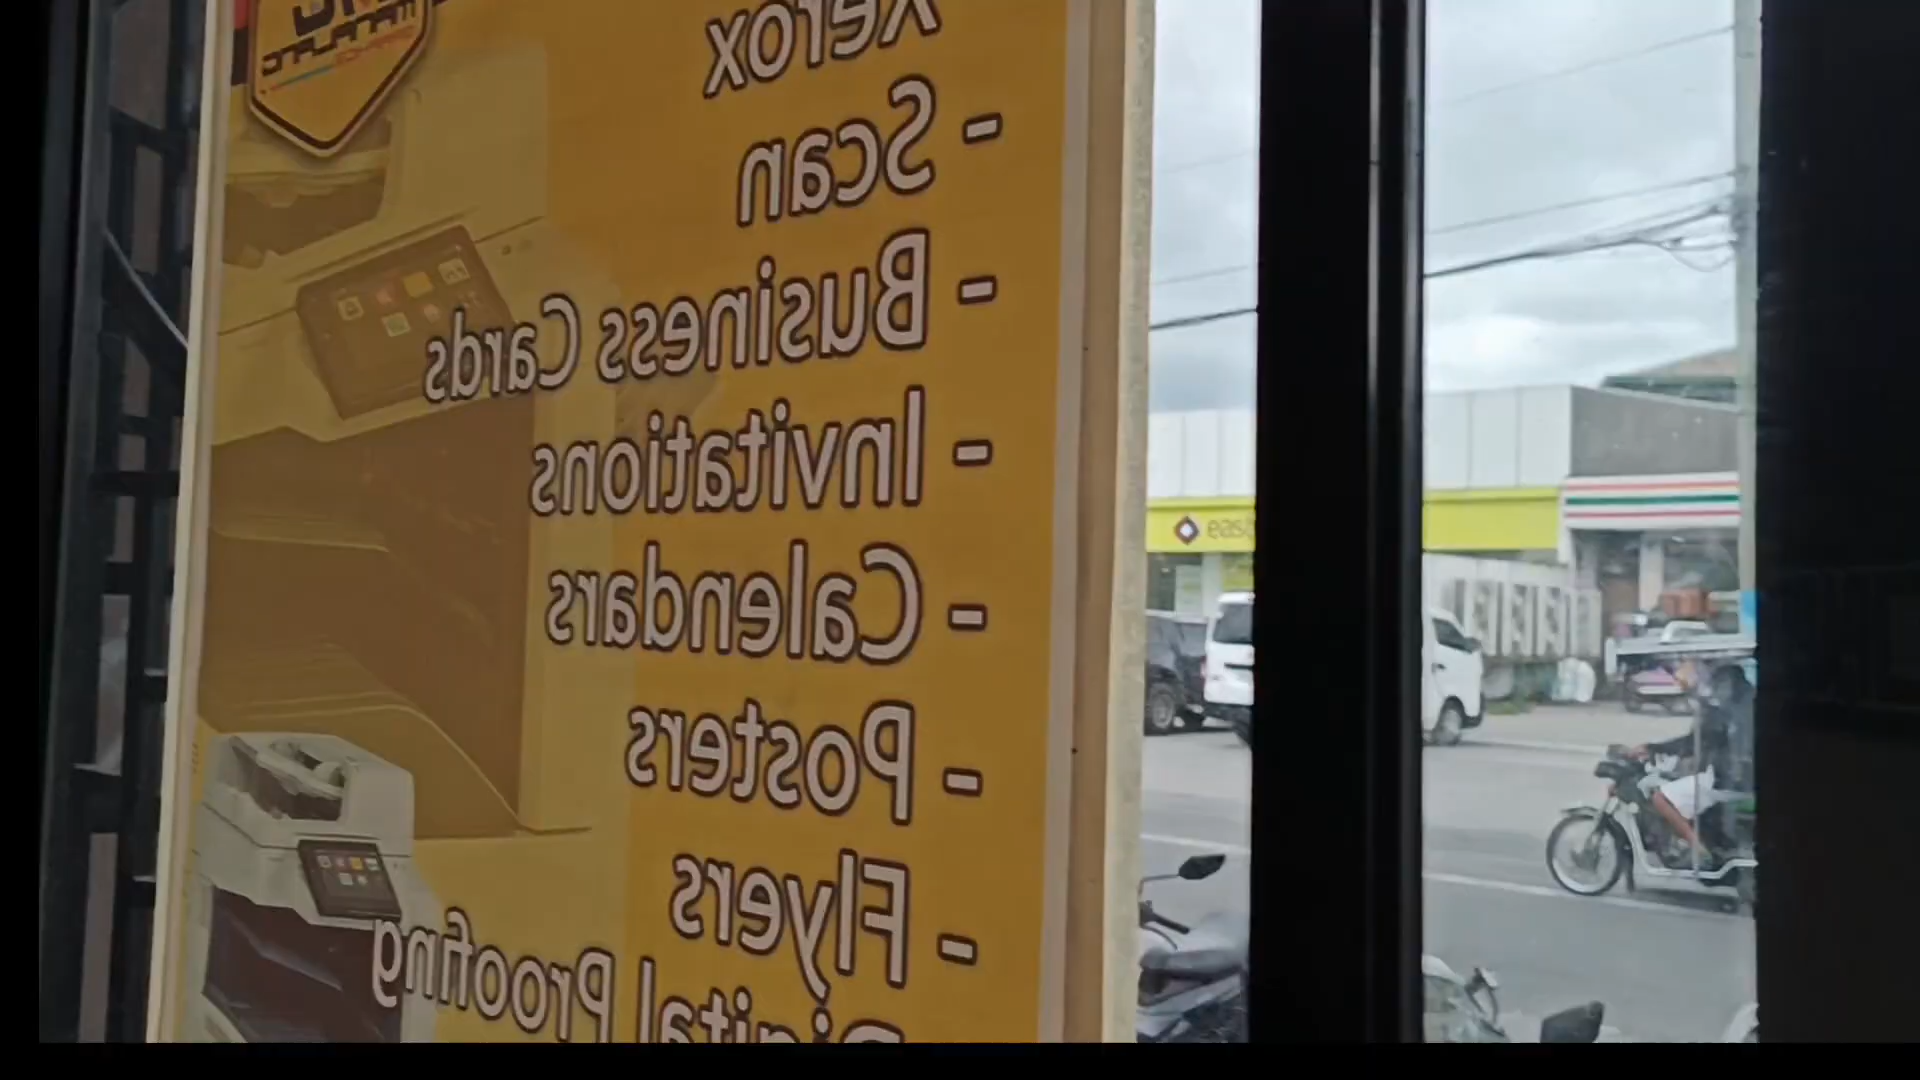 Xerox
- Scan
- Business Cards
- Invitations
- Calendars
- Posters
- Flyers
Digital Proofing